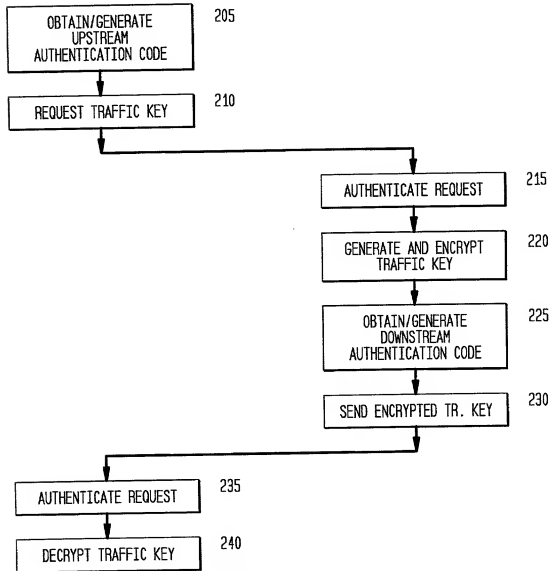 OBTAIN/GENERATE
UPSTREAM
AUTHENTICATION CODE
205
REQUEST TRAFFIC KEY
210
AUTHENTICATE REQUEST
215
GENERATE AND ENCRYPT
TRAFFIC KEY
220
OBTAIN/GENERATE
DOWNSTREAM
AUTHENTICATION CODE
225
SEND ENCRYPTED TR. KEY
230
AUTHENTICATE REQUEST
235
DECRYPT TRAFFIC KEY
240